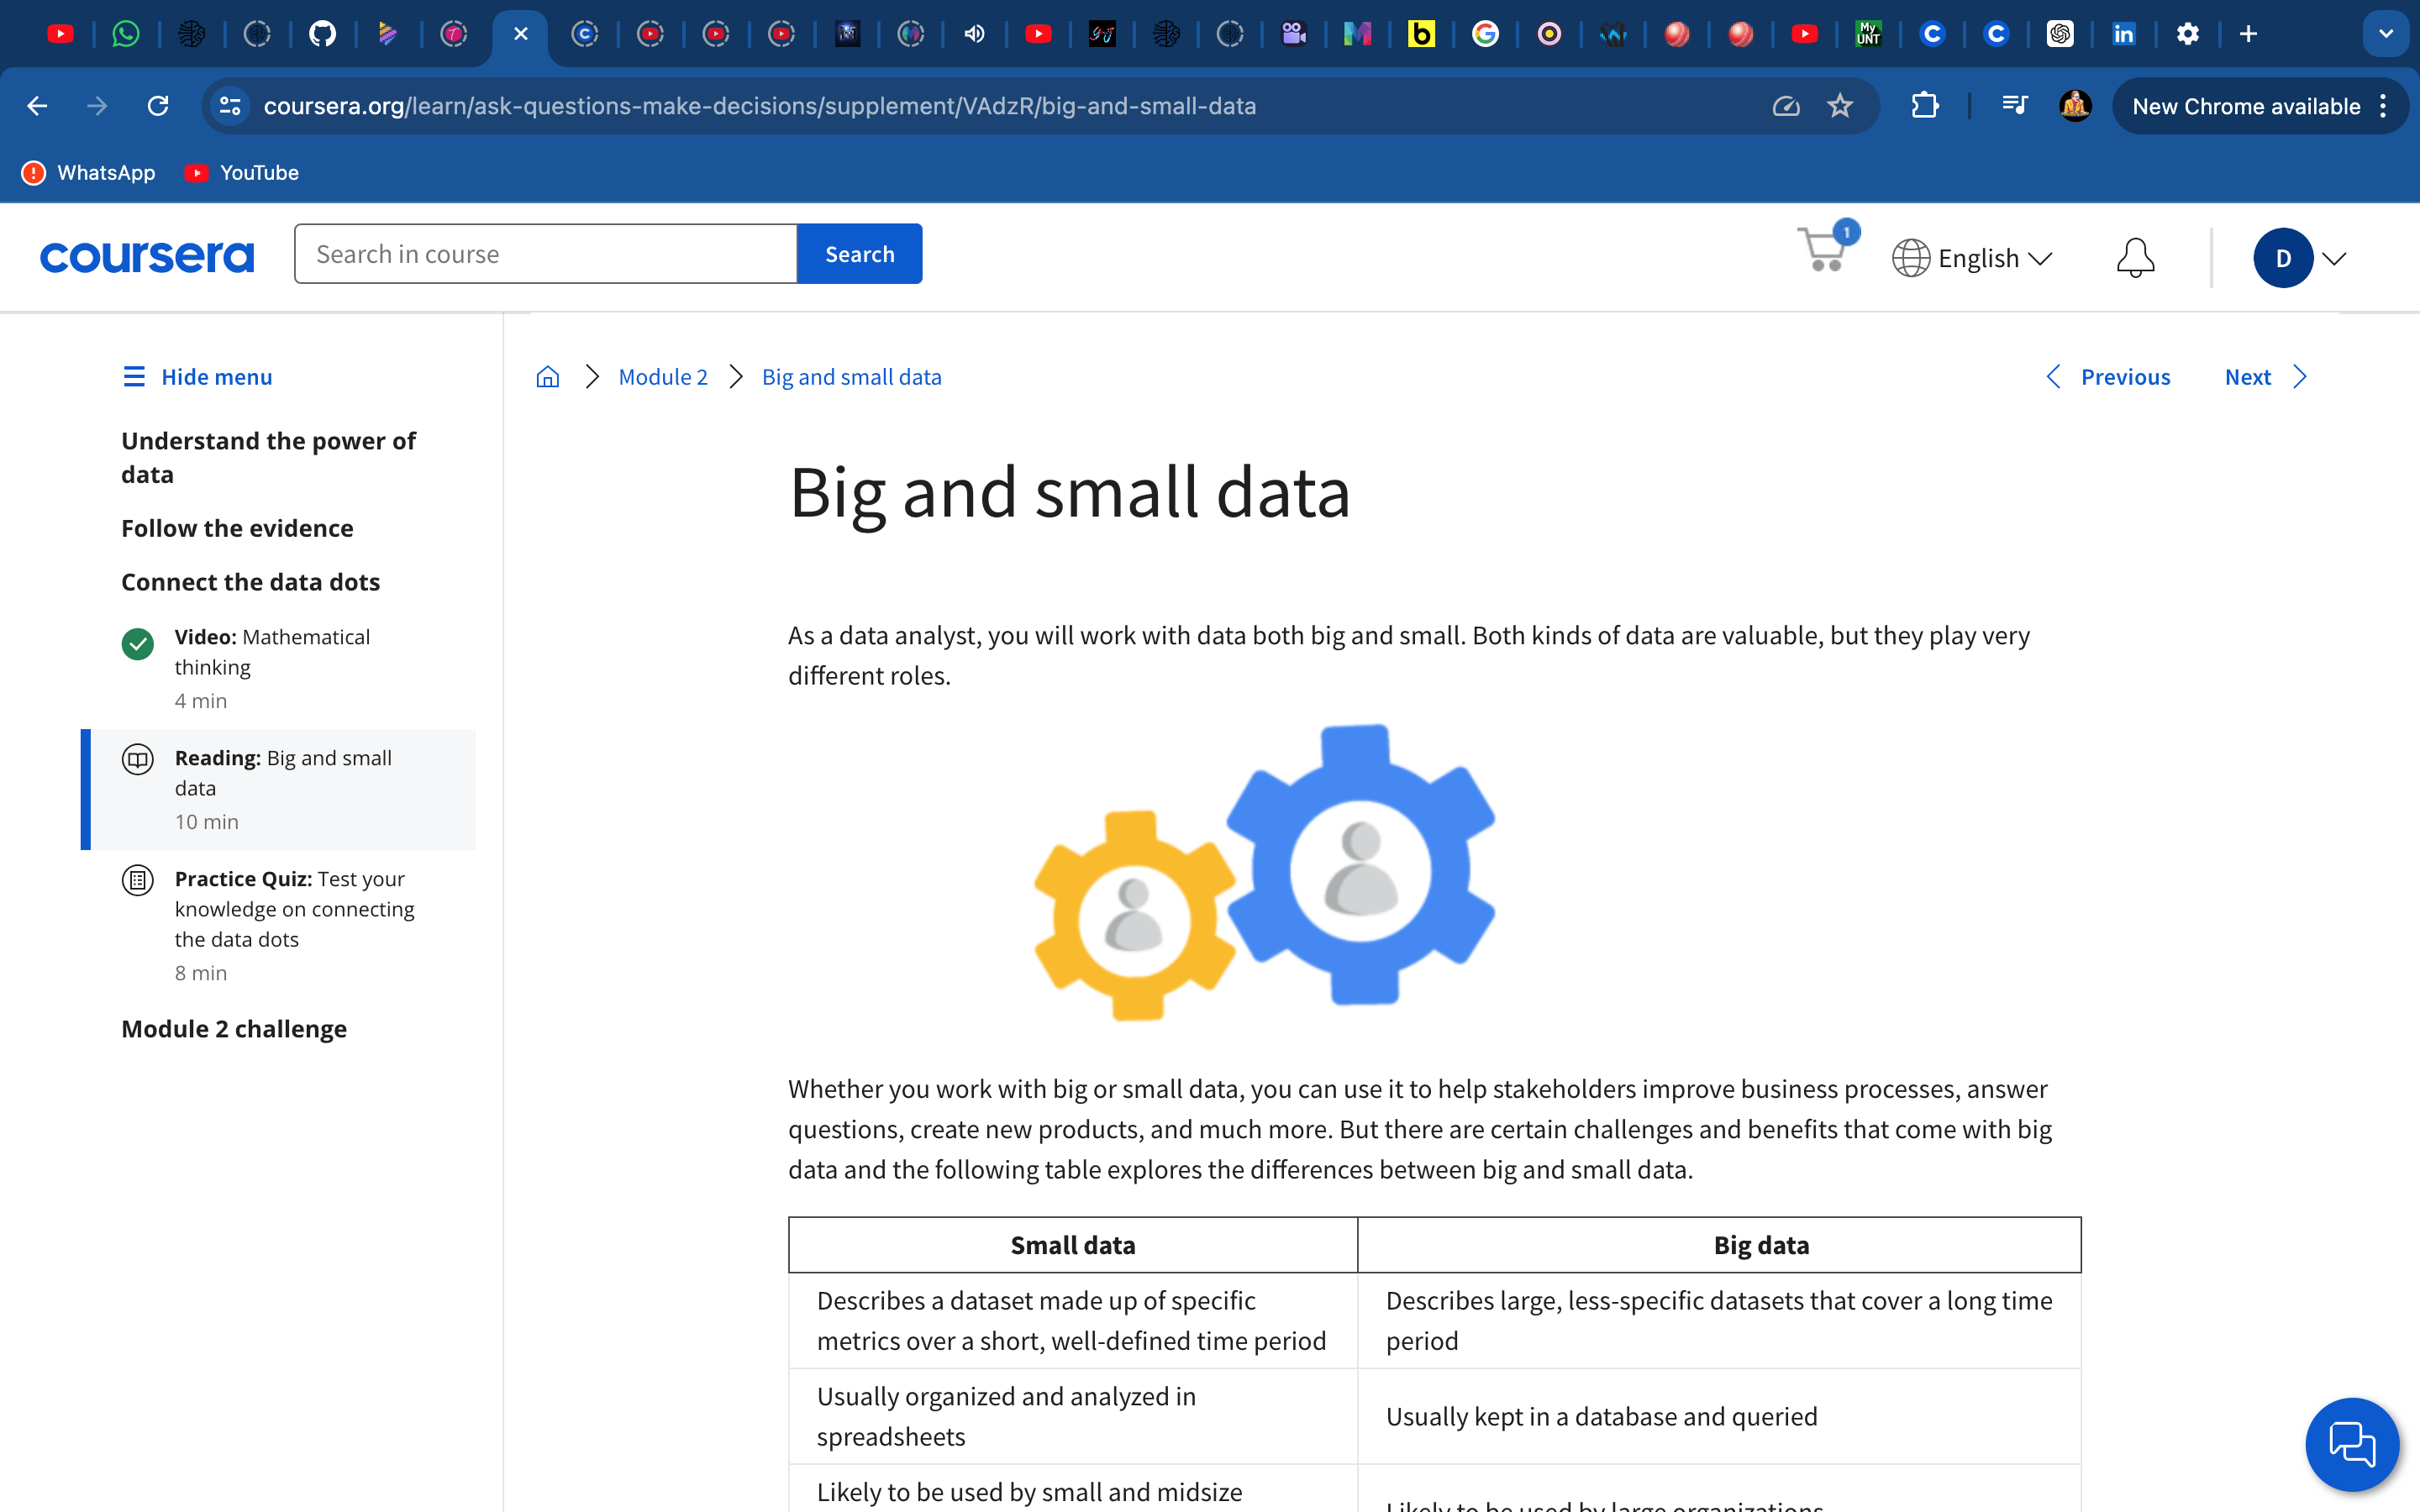 My
UNT
coursera.org/learn/ask-questions-make-decisions/supplement/VAdzR/big-and-small-data
New Chrome available
WhatsApp
YouTube
coursera
Search in course
Search
1
English
D
Hide menu
Module 2
Big and small data
Previous
Next
Understand the power of
data
Follow the evidence
Connect the data dots
Video: Mathematical
thinking
4 min
Reading: Big and small
data
10 min
Practice Quiz: Test your
knowledge on connecting
the data dots
8 min
Module 2 challenge
Big and small data
As a data analyst, you will work with data both big and small. Both kinds of data are valuable, but they play very
different roles.
Whether you work with big or small data, you can use it to help stakeholders improve business processes, answer
questions, create new products, and much more. But there are certain challenges and benefits that come with big
data and the following table explores the differences between big and small data.
Small data
Big data
Describes a dataset made up of specific
metrics over a short, well-defined time period
Describes large, less-specific datasets that cover a long time
period
Usually organized and analyzed in
spreadsheets
Usually kept in a database and queried
Likely to be used by small and midsize
Likely to be used by large organizations